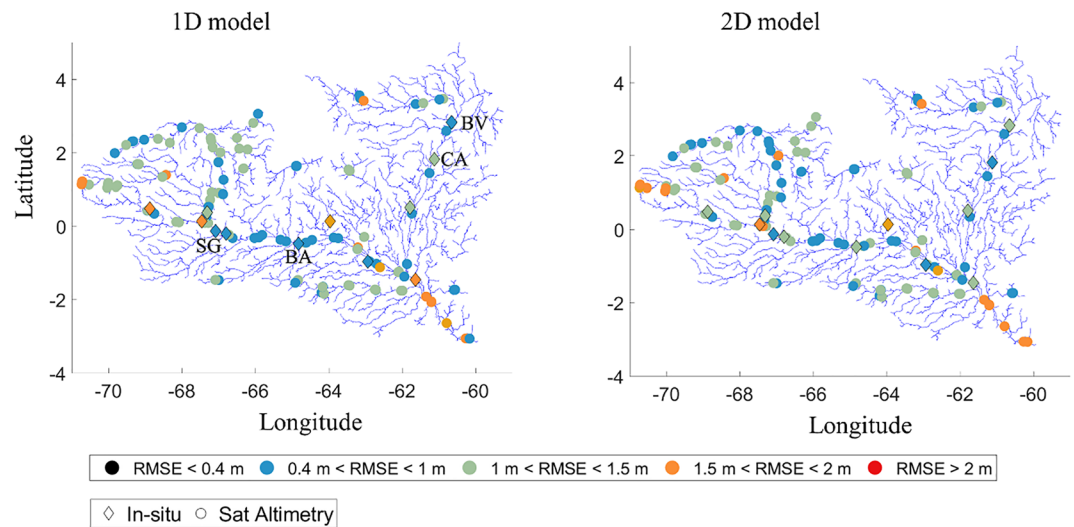 1D model
2D model
4
2
0
-2
-4
Latitude
BV
CA
SG
BA
-70
-68
-66
-64
-62
-60
Longitude
4
2
0
-2
-4
-70
-68
-66
-64
-62
-60
Longitude
RMSE < 0.4 m
0.4 m < RMSE < 1 m
1 m < RMSE < 1.5 m
1.5 m < RMSE < 2 m
RMSE > 2 m
In-situ
Sat Altimetry